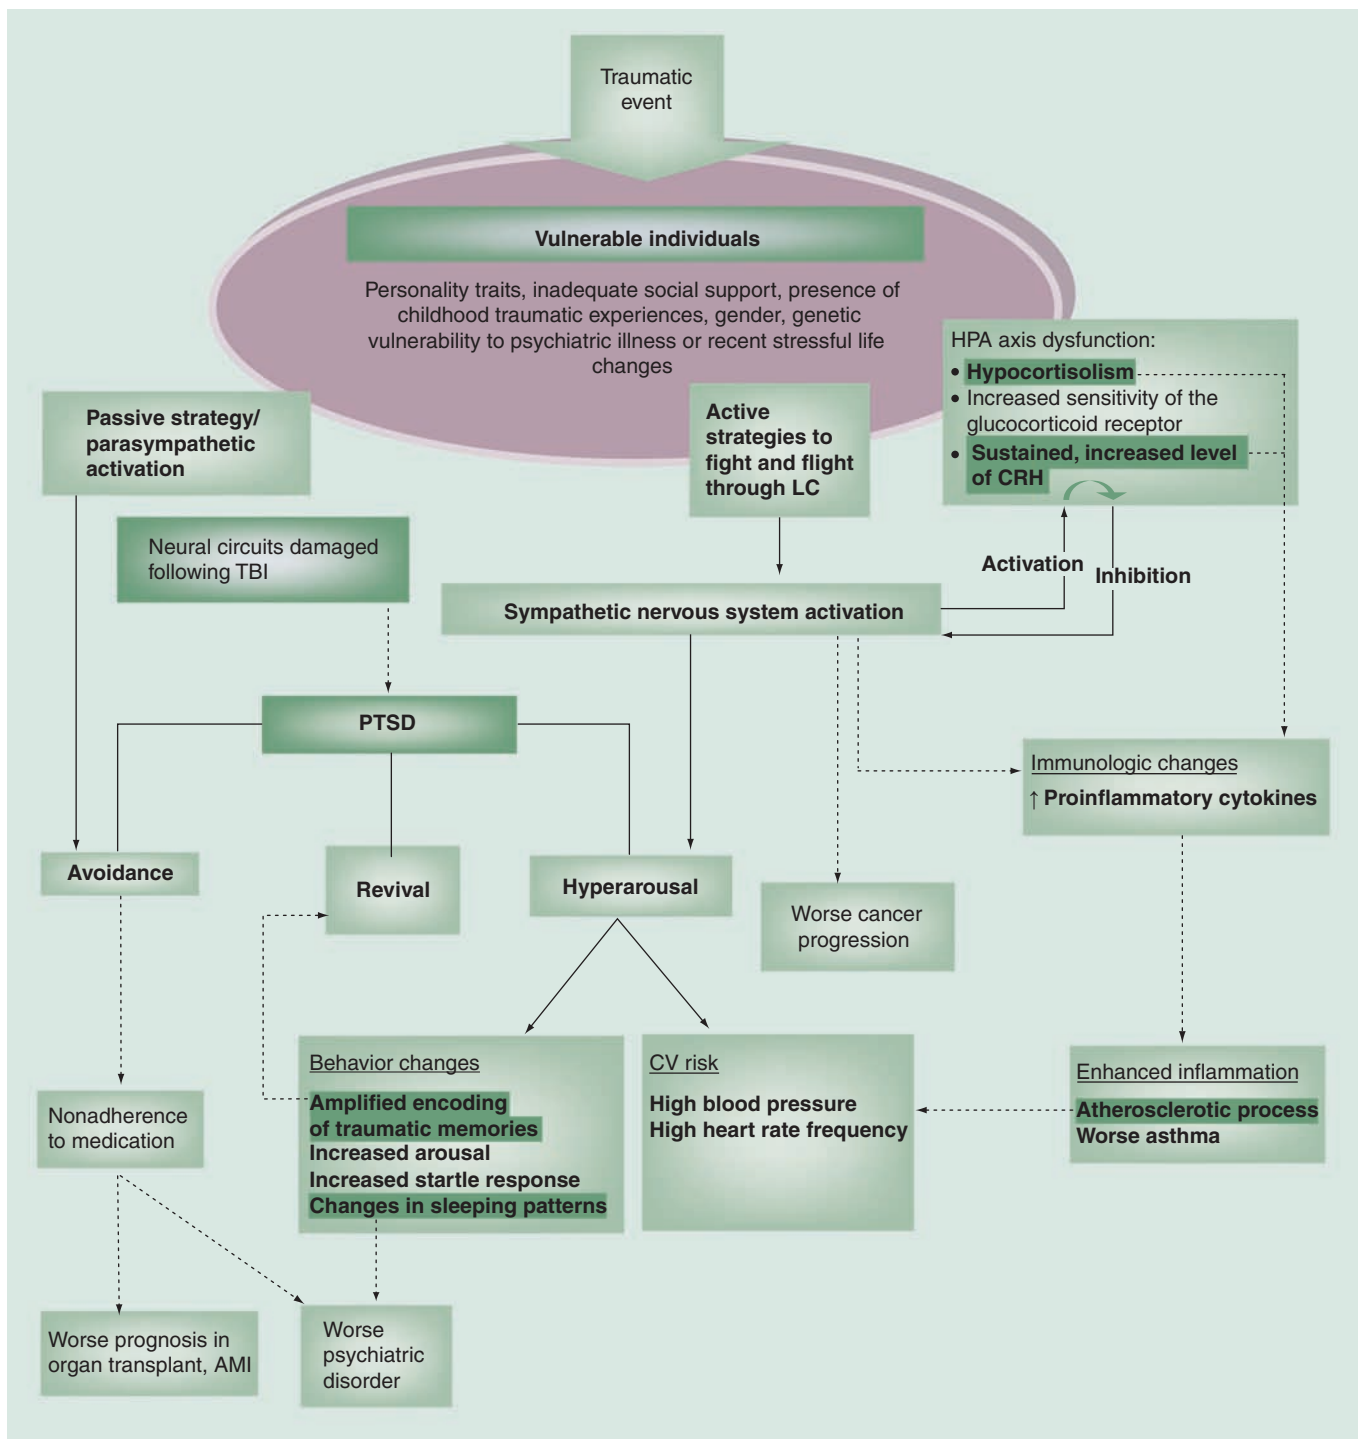 Traumatic
event
Vulnerable individuals
Personality traits, inadequate social support, presence of
childhood traumatic experiences, gender, genetic
vulnerability to psychiatric illness or recent stressful life
changes
HPA axis dysfunction:
• Hypocortisolism
• Increased sensitivity of the
glucocorticoid receptor
• Sustained, increased level
of CRH
Passive strategy/
parasympathetic
activation
Active
strategies to
fight and flight
through LC
Neural circuits damaged
following TBI
Activation
Inhibition
Sympathetic nervous system activation
PTSD
Immunologic changes
↑ Proinflammatory cytokines
Avoidance
Revival
Hyperarousal
Worse cancer
progression
Behavior changes
Amplified encoding
of traumatic memories
Increased arousal
Increased startle response
Changes in sleeping patterns
CV risk
High blood pressure
High heart rate frequency
Enhanced inflammation
Atherosclerotic process
Worse asthma
Nonadherence
to medication
Worse prognosis in
organ transplant, AMI
Worse
psychiatric
disorder